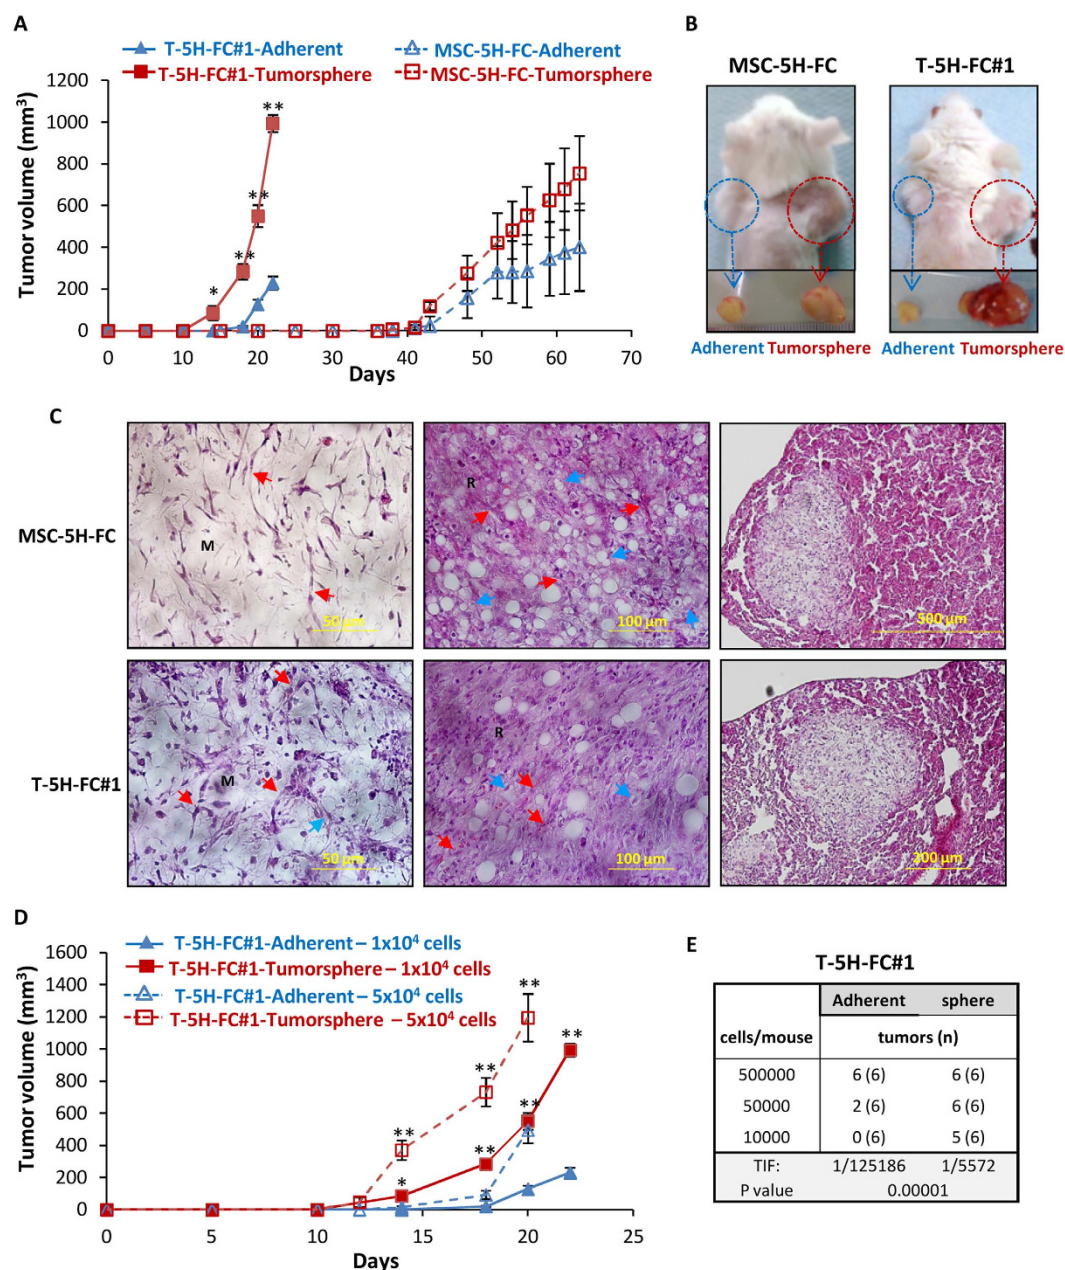 A
T-5H-FC#1-Adherent
MSC-5H-FC-Adherent
T-5H-FC#1-Tumorsphere
MSC-5H-FC-Tumorsphere
Tumor volume (mm³)
1200
1000
800
600
400
200
0
**
**
**
*
0 10 20 30 40 50 60 70
Days
B
MSC-5H-FC T-5H-FC#1
Adherent Tumorsphere Adherent Tumorsphere
C
MSC-5H-FC
M
50 µm
R
100 µm
500 µm
T-5H-FC#1
M
50 µm
R
100 µm
200 µm
D
T-5H-FC#1-Adherent – 1x10⁴ cells
T-5H-FC#1-Tumorsphere – 1x10⁴ cells
T-5H-FC#1-Adherent – 5x10⁴ cells
T-5H-FC#1-Tumorsphere – 5x10⁴ cells
Tumor volume (mm³)
1600
1400
1200
1000
800
600
400
200
0
**
**
**
**
**
**
*
0 5 10 15 20 25
Days
E
T-5H-FC#1
Adherent sphere
cells/mouse tumors (n)
500000 6 (6) 6 (6)
50000 2 (6) 6 (6)
10000 0 (6) 5 (6)
TIF: 1/125186 1/5572
P value 0.00001